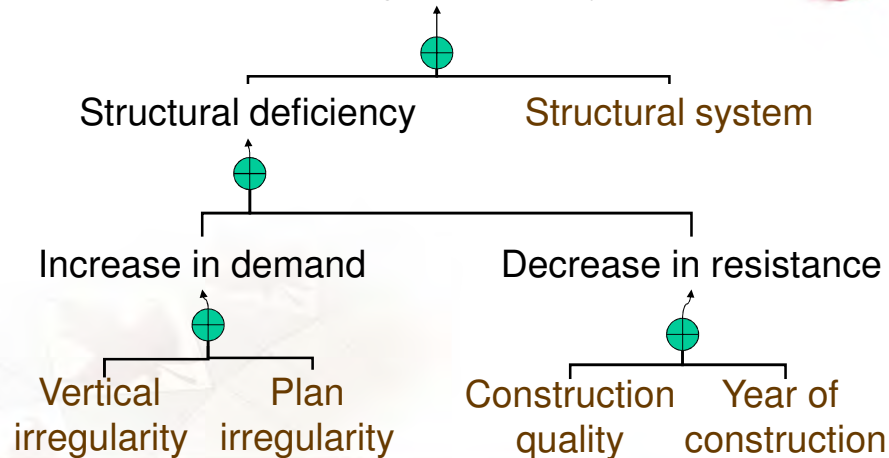 Structural deficiency
Structural system
Increase in demand
Decrease in resistance
Vertical
irregularity
Plan
irregularity
Construction
quality
Year of
construction